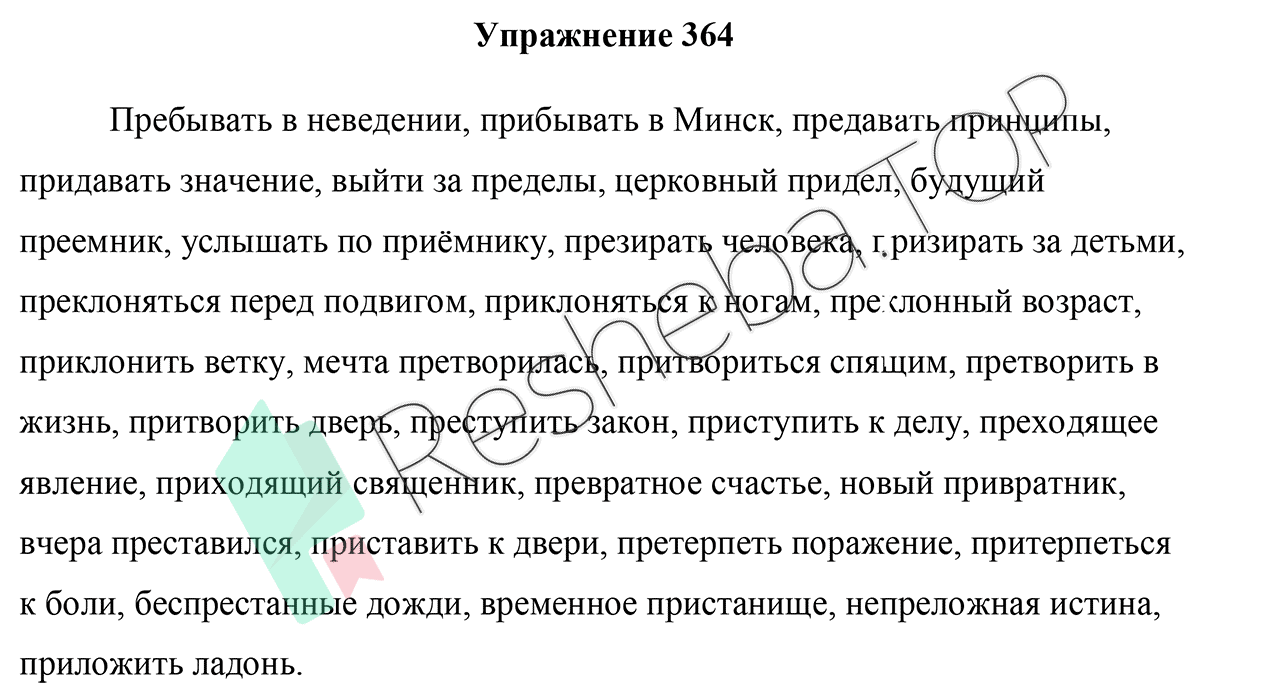 Упражнение 364
Пребывать в неведении, прибывать в Минск, предавать принципы,
придавать значение, выйти за пределы, церковный придел, будущий
преемник, услышать по приёмнику, презирать человека, призирать за детьми,
преклоняться перед подвигом, приклоняться к ногам, преклонный возраст,
приклонить ветку, мечта претворилась, притвориться спящим, претворить в
жизнь, притворить дверь, преступить закон, приступить к делу, преходящее
явление, приходящий священник, превратное счастье, новый привратник,
вчера преставился, приставить к двери, претерпеть поражение, притерпеться
к боли, беспрестанные дожди, временное пристанище, непреложная истина,
приложить ладонь.
Resheba.TOP